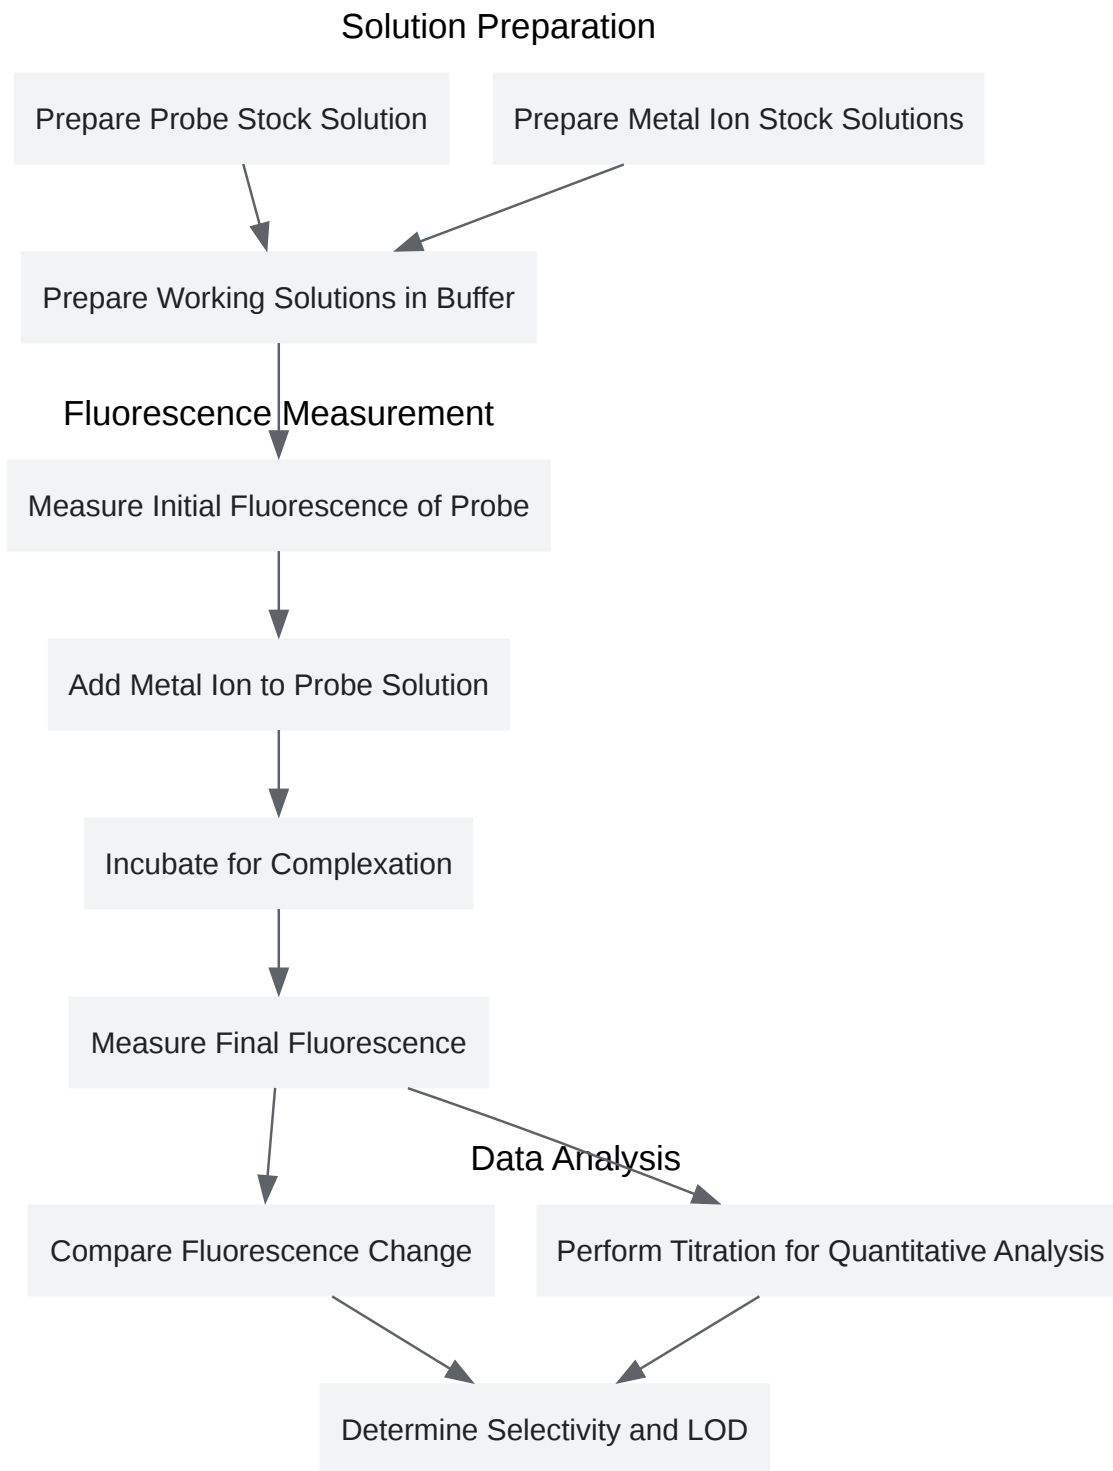 Solution Preparation
Prepare Probe Stock Solution
Prepare Metal Ion Stock Solutions
Prepare Working Solutions in Buffer
Fluorescence Measurement
Measure Initial Fluorescence of Probe
Add Metal Ion to Probe Solution
Incubate for Complexation
Measure Final Fluorescence
Data Analysis
Compare Fluorescence Change
Perform Titration for Quantitative Analysis
Determine Selectivity and LOD